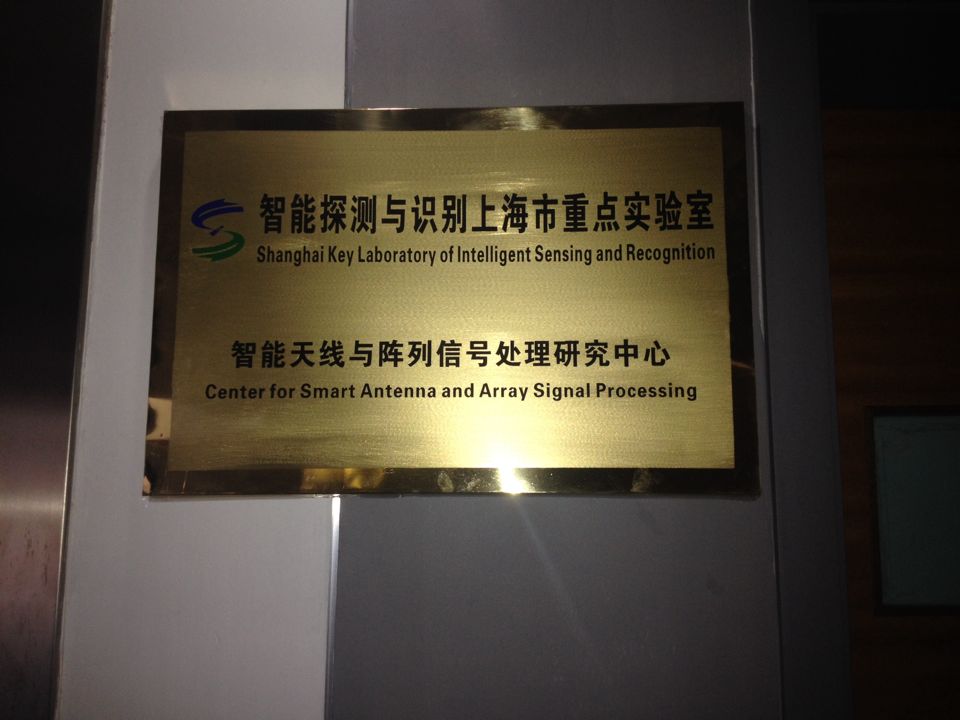 智能探测与识别上海市重点实验室
Shanghai Key Laboratory of Intelligent Sensing and Recognition
智能天线与阵列信号处理研究中心
Center for Smart Antenna and Array Signal Processing